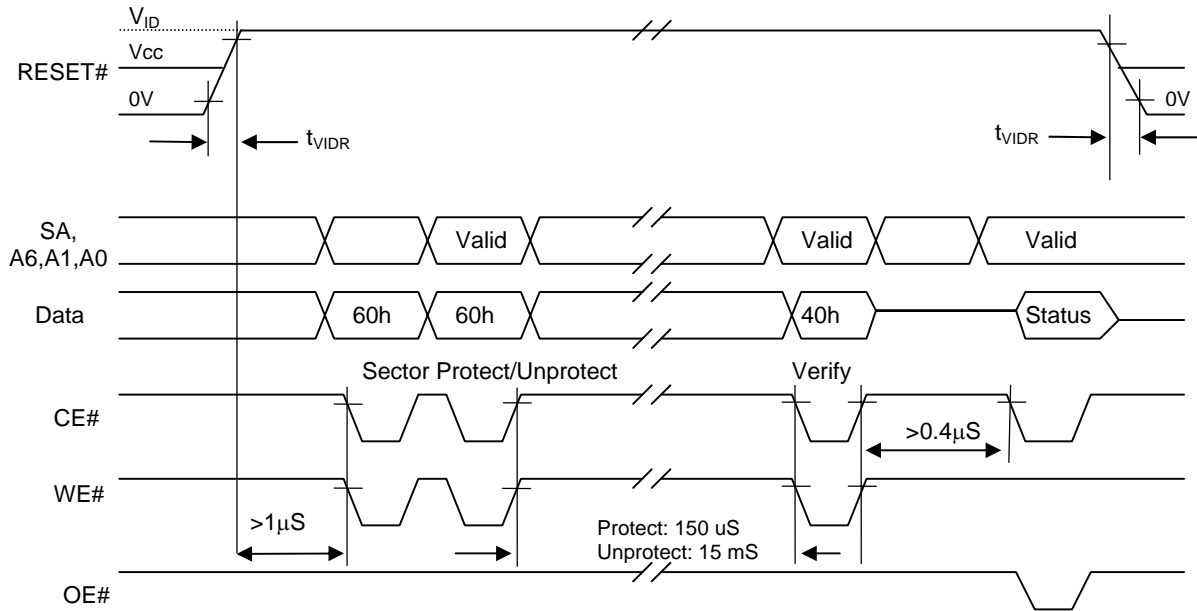 VID
Vcc
RESET#
0V
0V
tVIDR
tVIDR
SA,
A6,A1,A0
Valid
Valid
Valid
Data
60h
60h
40h
Status
Sector Protect/Unprotect
Verify
CE#
>0.4μS
WE#
>1μS
Protect: 150 uS
Unprotect: 15 mS
OE#